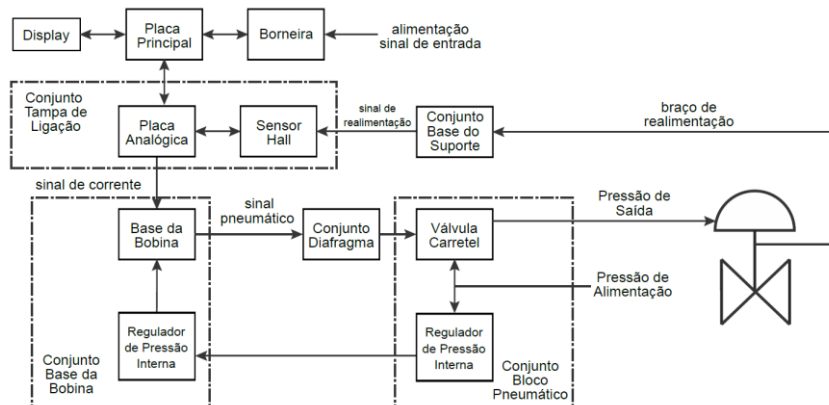 Display
Placa
Principal
Borneira
alimentação
sinal de entrada
Conjunto
Tampa de
Ligação
Placa
Analógica
Sensor
Hall
sinal de
realimentação
Conjunto
Base do
Suporte
braço de
realimentação
sinal de corrente
Base da
Bobina
sinal
pneumático
Conjunto
Diafragma
Válvula
Carretel
Pressão de
Saída
Pressão de
Alimentação
Regulador
de Pressão
Interna
Conjunto
Base da
Bobina
Regulador
de Pressão
Interna
Conjunto
Bloco
Pneumático